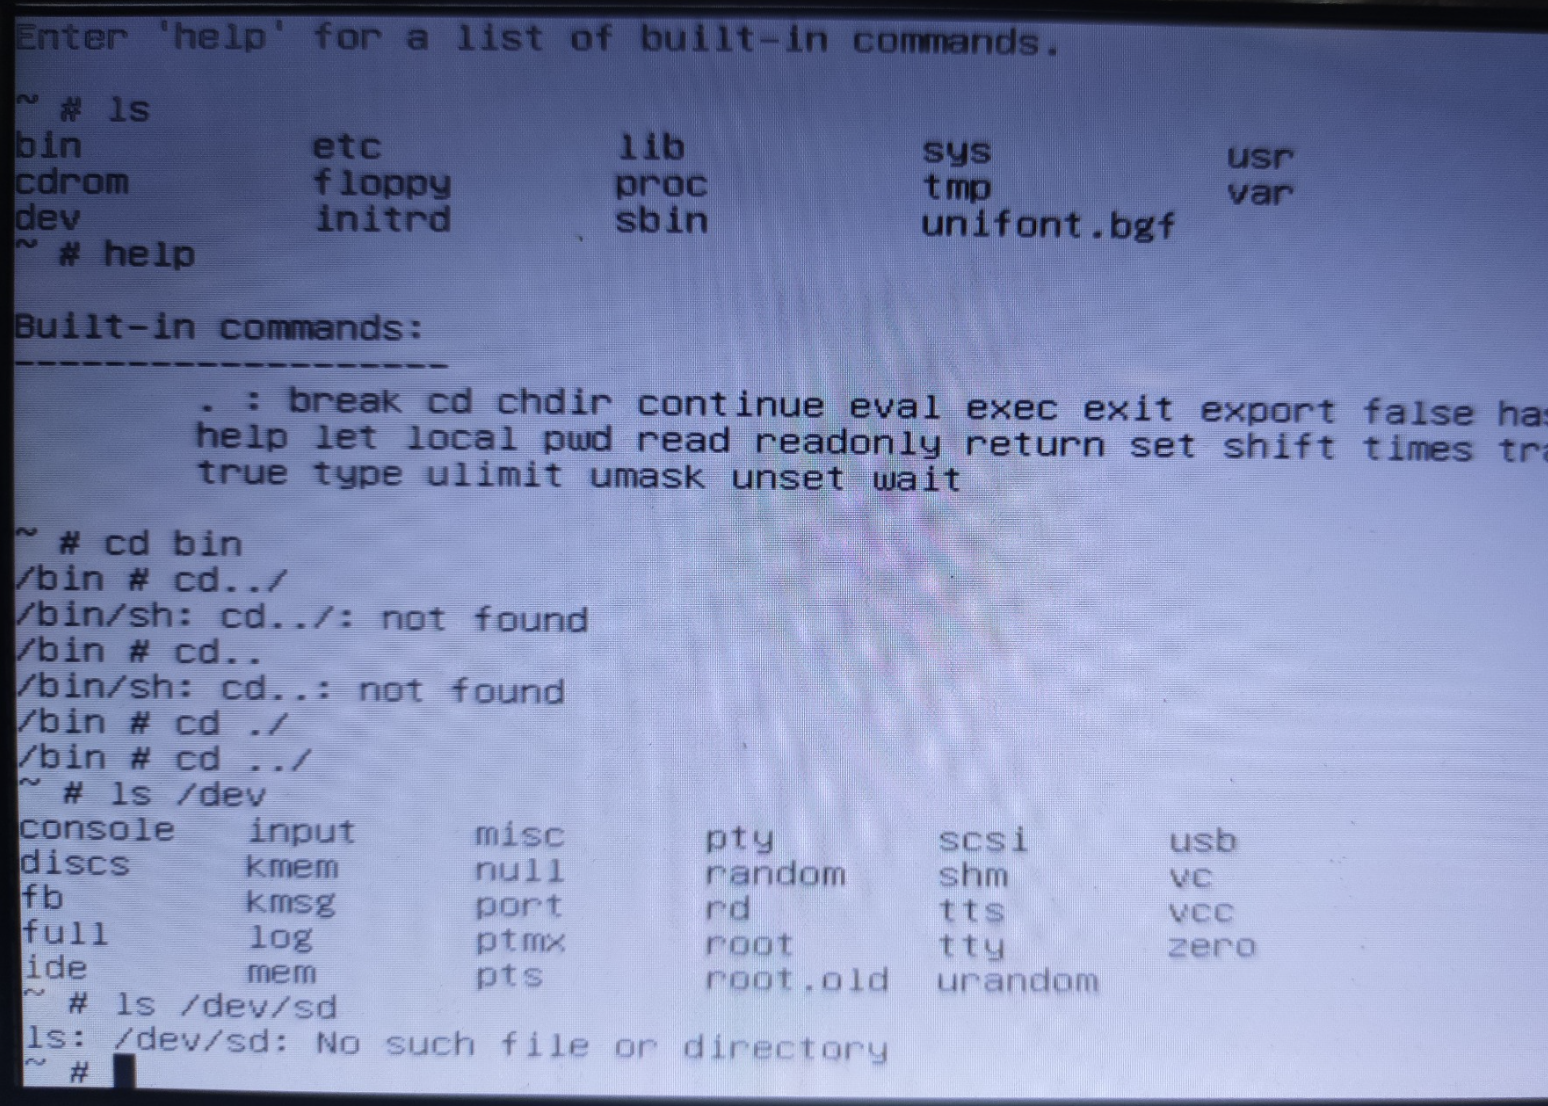 Enter 'help' for a list of built-in commands.
~ # ls
bin etc lib sys usr
cdrom floppy proc tmp var
dev initrd sbin unifont.bgf
~ # help
Built-in commands:
-------------------
. : break cd chdir continue eval exec exit export false
help let local pwd read readonly return set shift times
true type ulimit umask unset wait
~ # cd bin
/bin # cd../
/bin/sh: cd../: not found
/bin # cd..
/bin/sh: cd..: not found
/bin # cd ./
/bin # cd ../
~ # ls /dev
console input misc pty scsi usb
discs kmem null random shm vc
fb kmsg port rd tts vcc
full log ptmx root tty zero
ide mem pts root.old urandom
~ # ls /dev/sd
ls: /dev/sd: No such file or directory
~ #